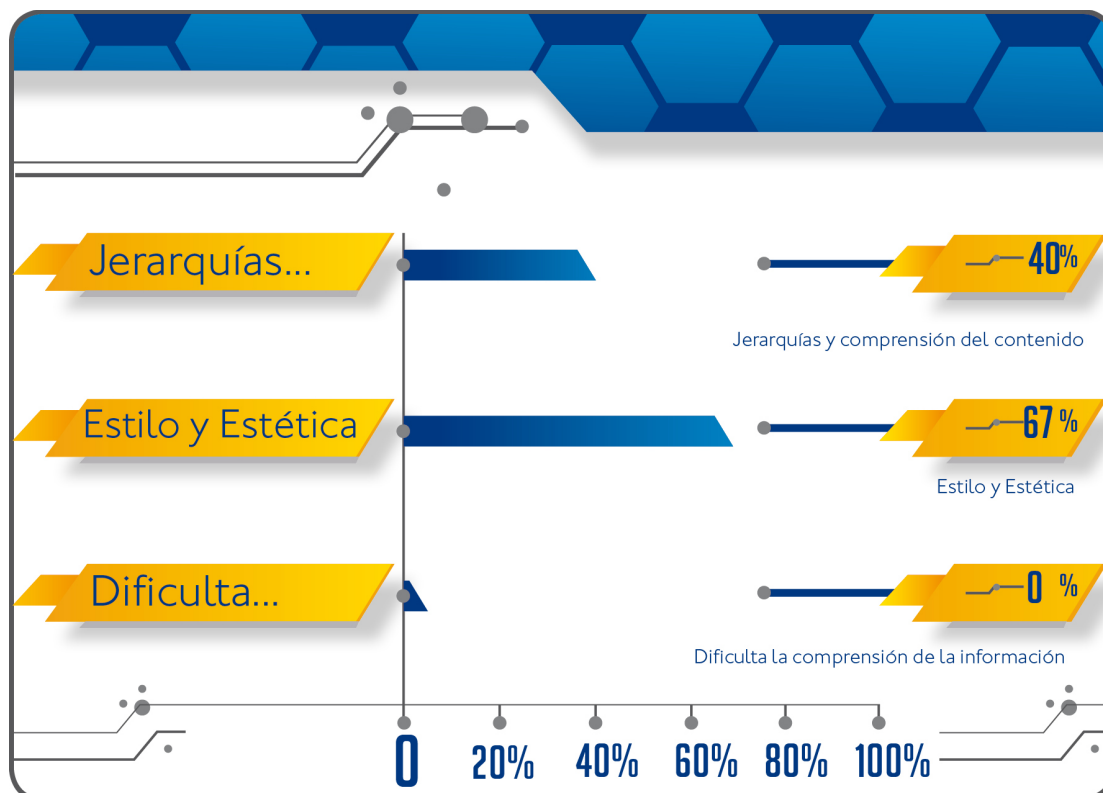 Jerarquías...
40%
Jerarquías y comprensión del contenido
Estilo y Estética
67 %
Estilo y Estética
Dificulta...
0 %
Dificulta la comprensión de la información
0 20% 40% 60% 80% 100%